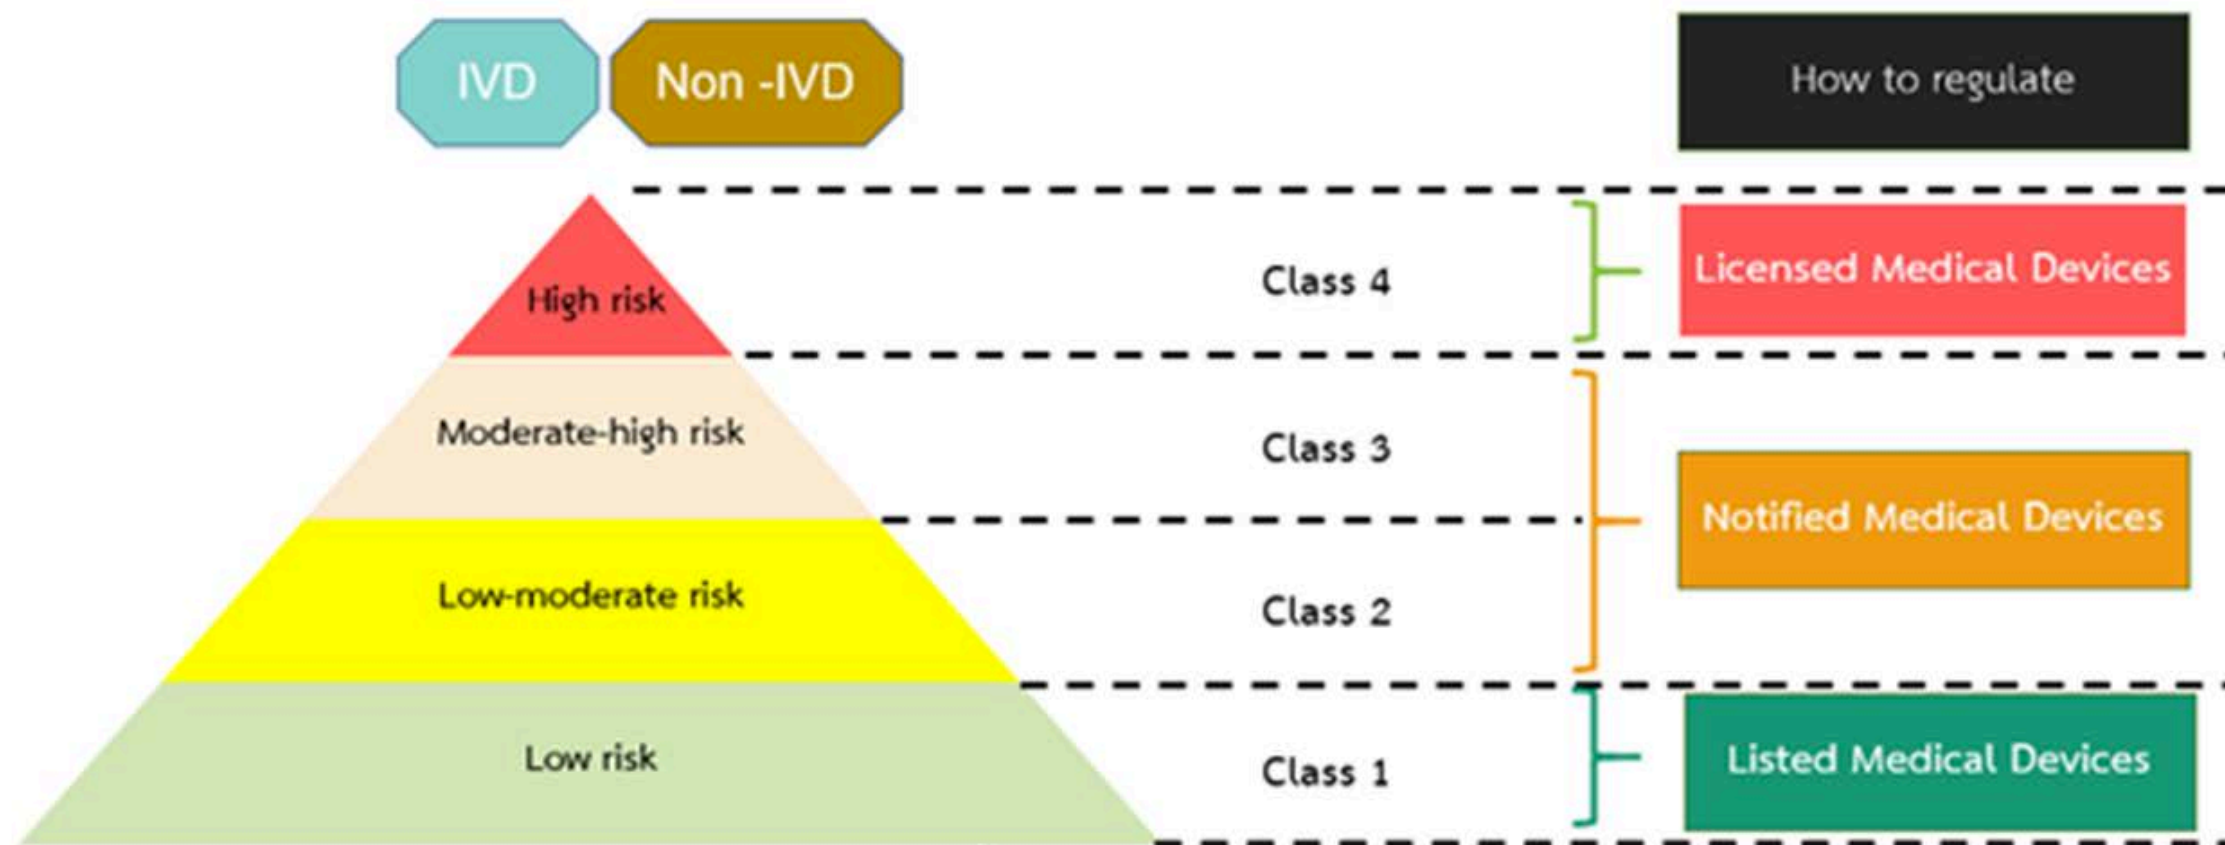 IVD
Non -IVD
How to regulate
High risk
Class 4
Licensed Medical Devices
Moderate-high risk
Class 3
Notified Medical Devices
Low-moderate risk
Class 2
Low risk
Class 1
Listed Medical Devices